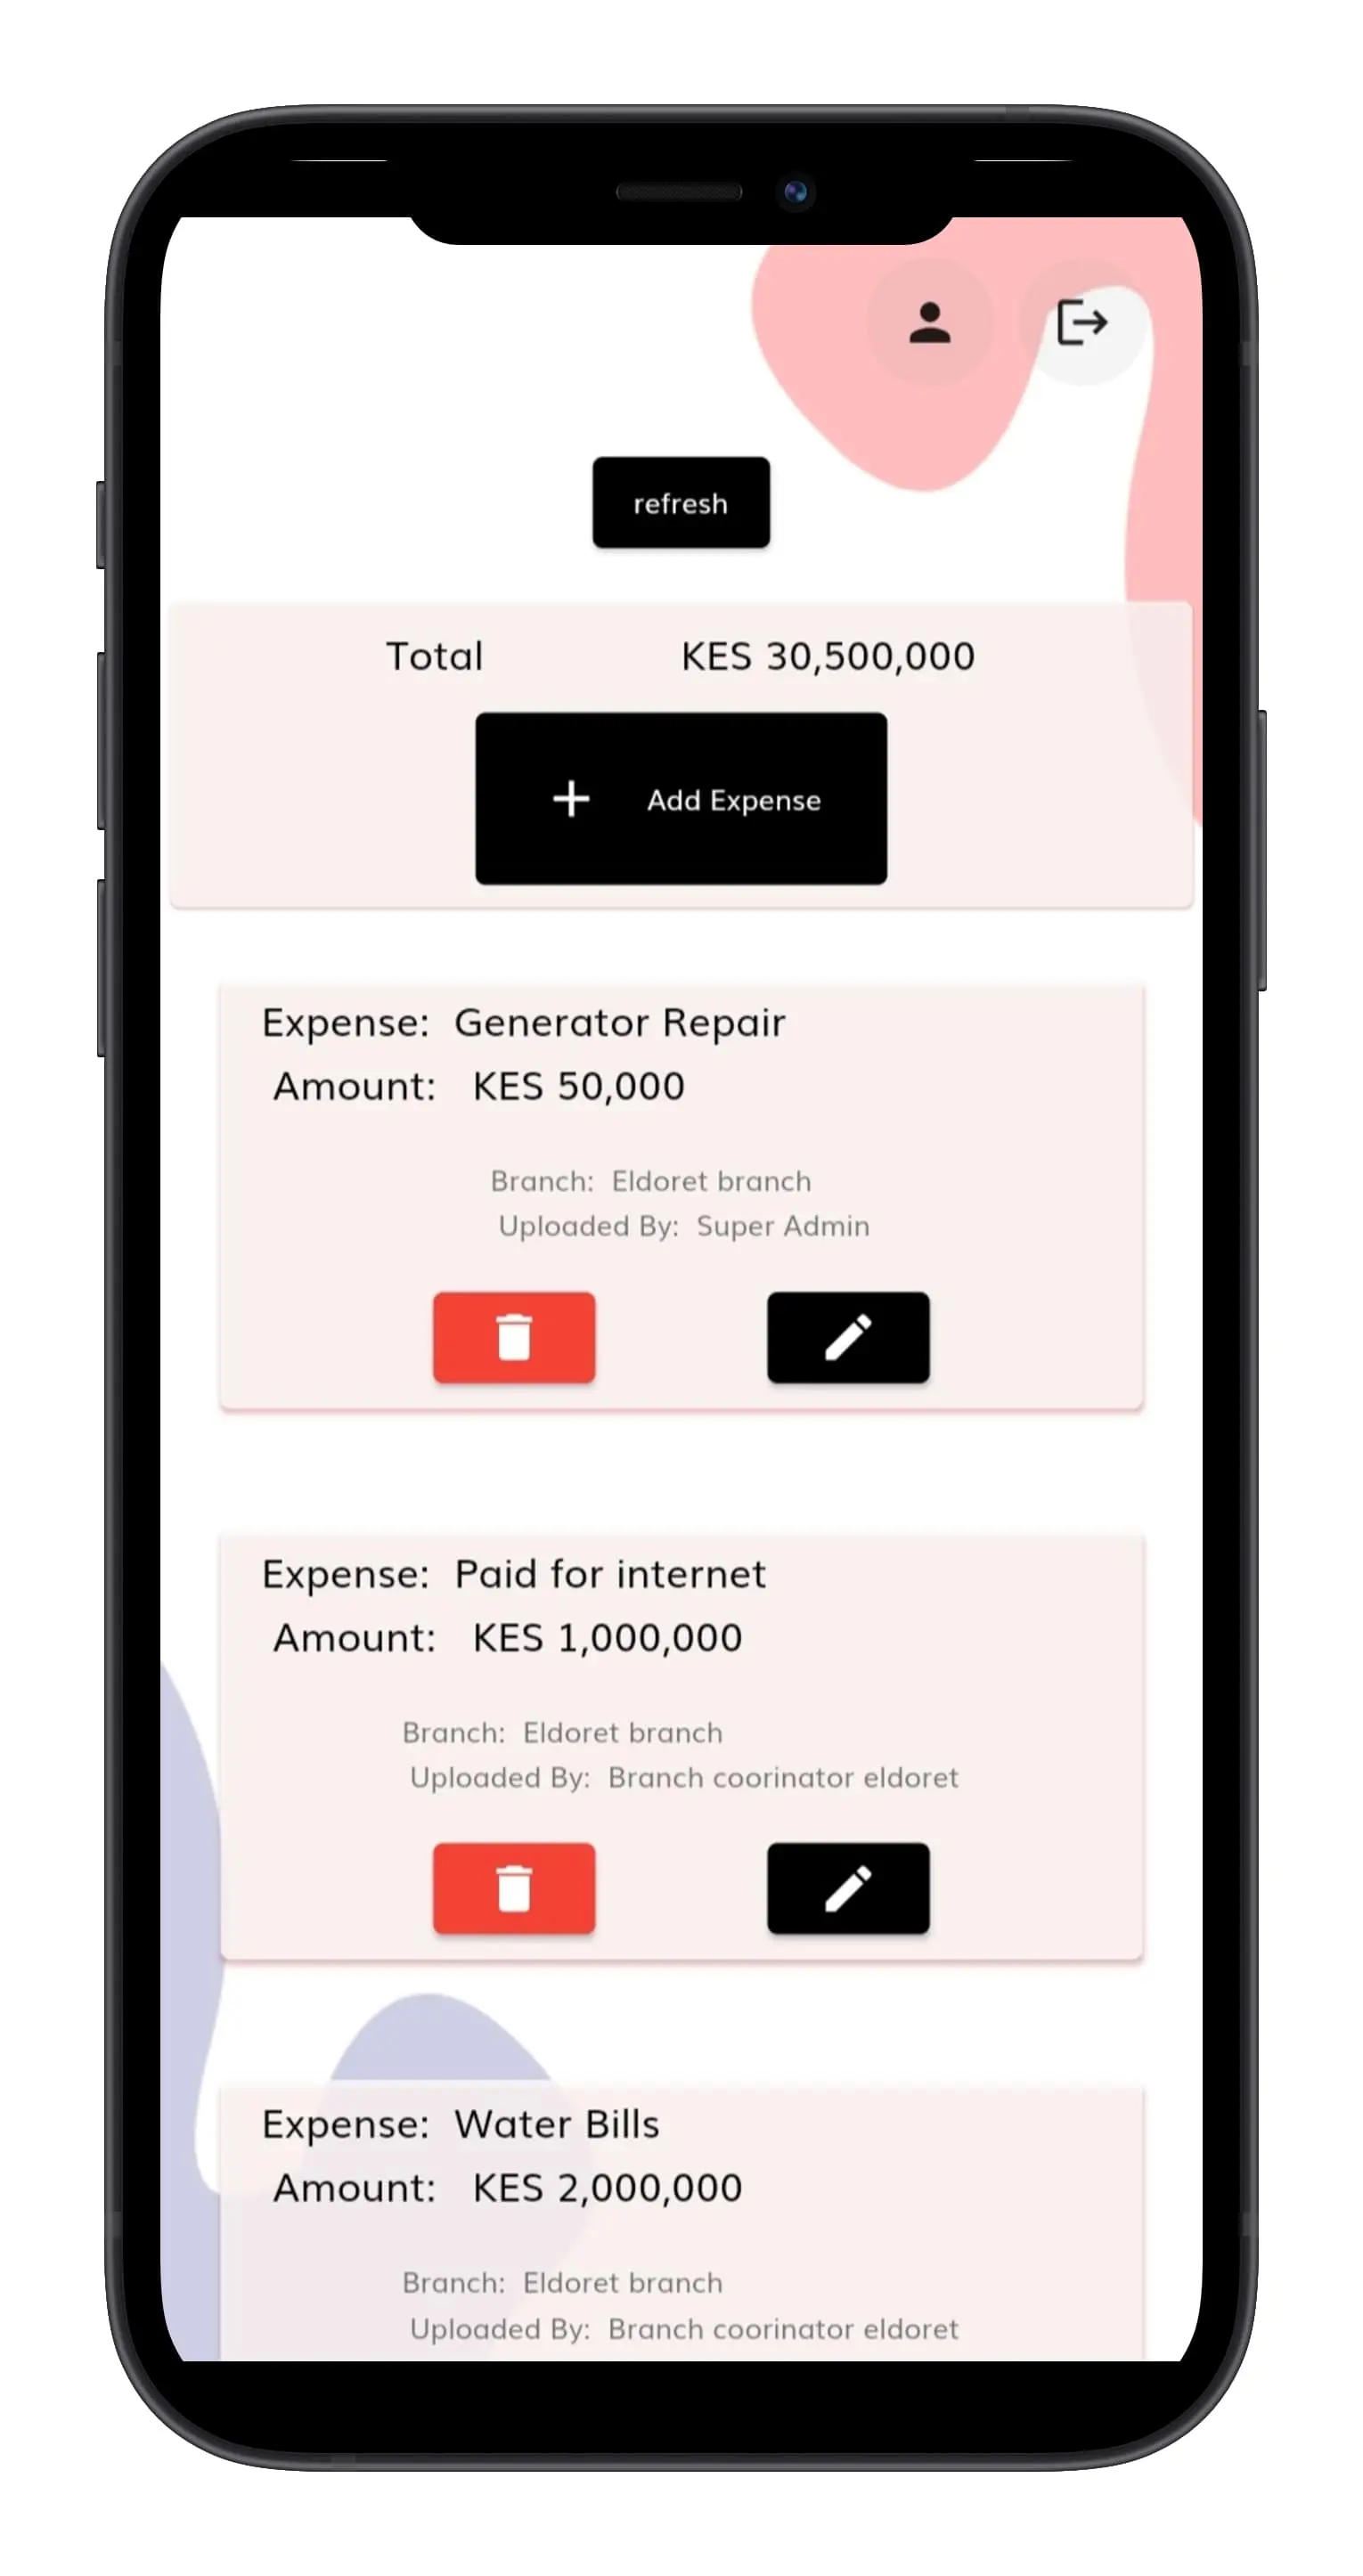 refresh
Total KES 30,500,000
Add Expense
Expense: Generator Repair
Amount: KES 50,000
Branch: Eldoret branch
Uploaded By: Super Admin
Expense: Paid for internet
Amount: KES 1,000,000
Branch: Eldoret branch
Uploaded By: Branch coorinator eldoret
Expense: Water Bills
Amount: KES 2,000,000
Branch: Eldoret branch
Uploaded By: Branch coorinator eldoret